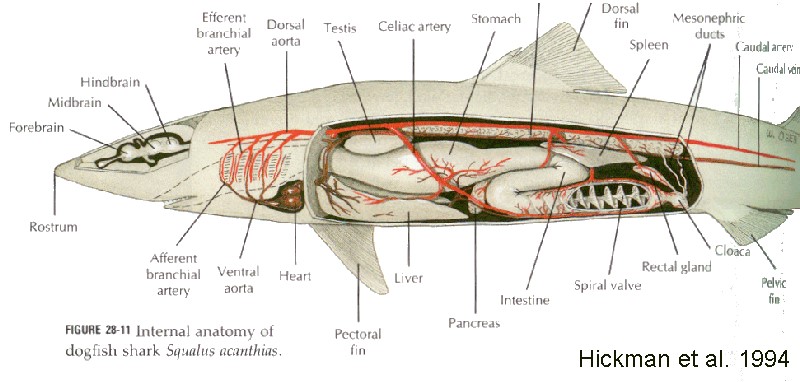 Efferent
branchial
artery
Dorsal
aorta
Testis
Celiac artery
Stomach
Dorsal
fin
Spleen
Mesonephric
ducts
Caudal artery
Caudal vein
Hindbrain
Midbrain
Forebrain
Rostrum
Afferent
branchial
artery
Ventral
aorta
Heart
Liver
Pectoral
fin
Pancreas
Intestine
Spiral valve
Rectal gland
Cloaca
Pelvic
fin
FIGURE 28-11 Internal anatomy of
dogfish shark Squalus acanthias.
Hickman et al. 1994